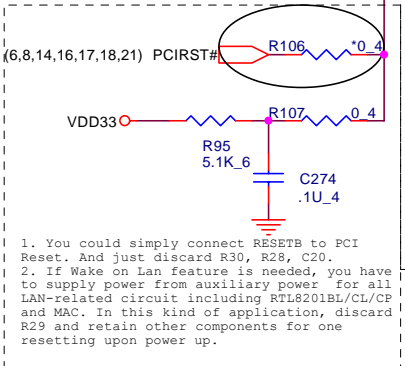 (6,8,14,16,17,18,21) PCIRST# R106 *0_4
R107 0_4
VDD33
R95
5.1K_6
C274
.1U_4
1. You could simply connect RESETB to PCI
Reset. And just discard R30, R28, C20.
2. If Wake on Lan feature is needed, you have
to supply power from auxiliary power for all
LAN-related circuit including RTL8201BL/CL/CP
and MAC. In this kind of application, discard
R29 and retain other components for one
resetting upon power up.